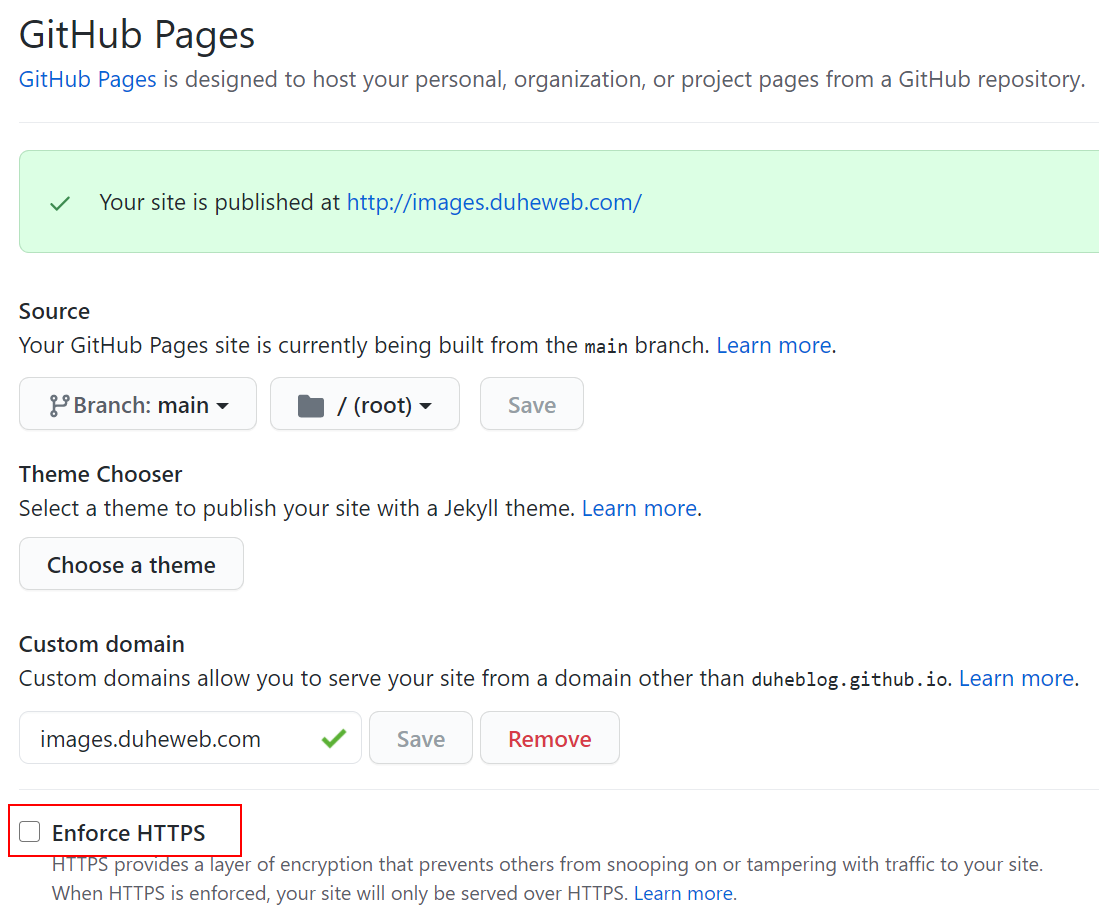 GitHub Pages
GitHub Pages is designed to host your personal, organization, or project pages from a GitHub repository.
Your site is published at http://images.duheweb.com/
Source
Your GitHub Pages site is currently being built from the main branch. Learn more.
Branch: main / (root) Save
Theme Chooser
Select a theme to publish your site with a Jekyll theme. Learn more.
Choose a theme
Custom domain
Custom domains allow you to serve your site from a domain other than duheblog.github.io. Learn more.
images.duheweb.com Save Remove
Enforce HTTPS
HTTPS provides a layer of encryption that prevents others from snooping on or tampering with traffic to your site.
When HTTPS is enforced, your site will only be served over HTTPS. Learn more.